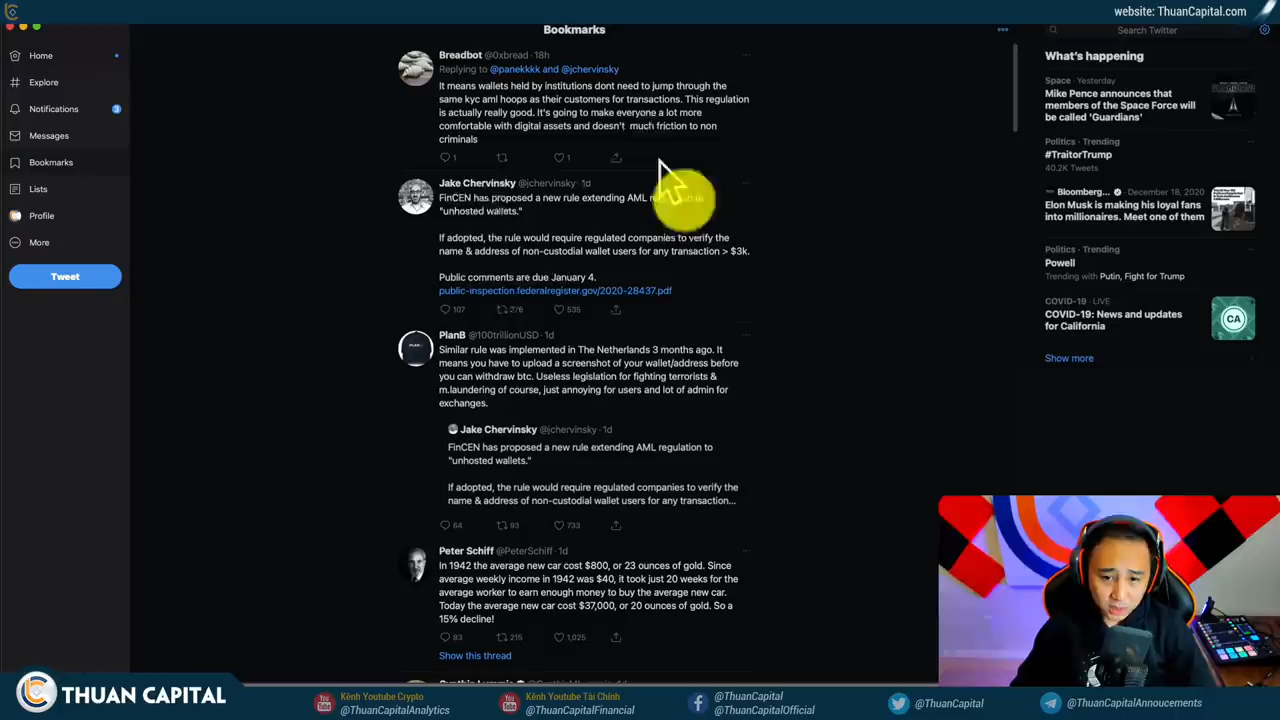 website: ThuanCapital.com
Home
Explore
Notifications
3
Messages
Bookmarks
Lists
Profile
More
Tweet
Bookmarks
Breadbot @0xbread · 18h
Replying to @panekkkk and @jchervinsky
It means wallets held by institutions dont need to jump through the
same kyc aml hoops as their customers for transactions. This regulation
is actually really good. It's going to make everyone a lot more
comfortable with digital assets and doesn't much friction to non
criminals
1
1
Jake Chervinsky @jchervinsky · 1d
FinCEN has proposed a new rule extending AML
"unhosted wallets."
If adopted, the rule would require regulated companies to verify the
name & address of non-custodial wallet users for any transaction > $3k.
Public comments are due January 4.
public-inspection.federalregister.gov/2020-28437.pdf
107
276
535
PlanB @100trillionUSD · 1d
Similar rule was implemented in The Netherlands 3 months ago. It
means you have to upload a screenshot of your wallet/address before
you can withdraw btc. Useless legislation for fighting terrorists &
m.laundering of course, just annoying for users and lot of admin for
exchanges.
Jake Chervinsky @jchervinsky · 1d
FinCEN has proposed a new rule extending AML regulation to
"unhosted wallets."
If adopted, the rule would require regulated companies to verify the
name & address of non-custodial wallet users for any transaction...
64
93
733
Peter Schiff @PeterSchiff · 1d
In 1942 the average new car cost $800, or 23 ounces of gold. Since
average weekly income in 1942 was $40, it took just 20 weeks for the
average worker to earn enough money to buy the average new car.
Today the average new car cost $37,000, or 20 ounces of gold. So a
15% decline!
83
215
1,025
Show this thread
Search Twitter
What's happening
Space · Yesterday
Mike Pence announces that
members of the Space Force will
be called 'Guardians'
Politics · Trending
#TraitorTrump
40.2K Tweets
Bloomberg... December 18, 2020
Elon Musk is making his loyal fans
into millionaires. Meet one of them
Politics · Trending
Powell
Trending with Putin, Fight for Trump
COVID-19 · LIVE
COVID-19: News and updates
for California
CA
Show more
THUAN CAPITAL
You Tube
Kênh Youtube Crypto
@ThuanCapitalAnalytics
You Tube
Kênh Youtube Tài Chính
@ThuanCapitalFinancial
@ThuanCapital
@ThuanCapitalOfficial
@ThuanCapital
@ThuanCapitalAnnoucements